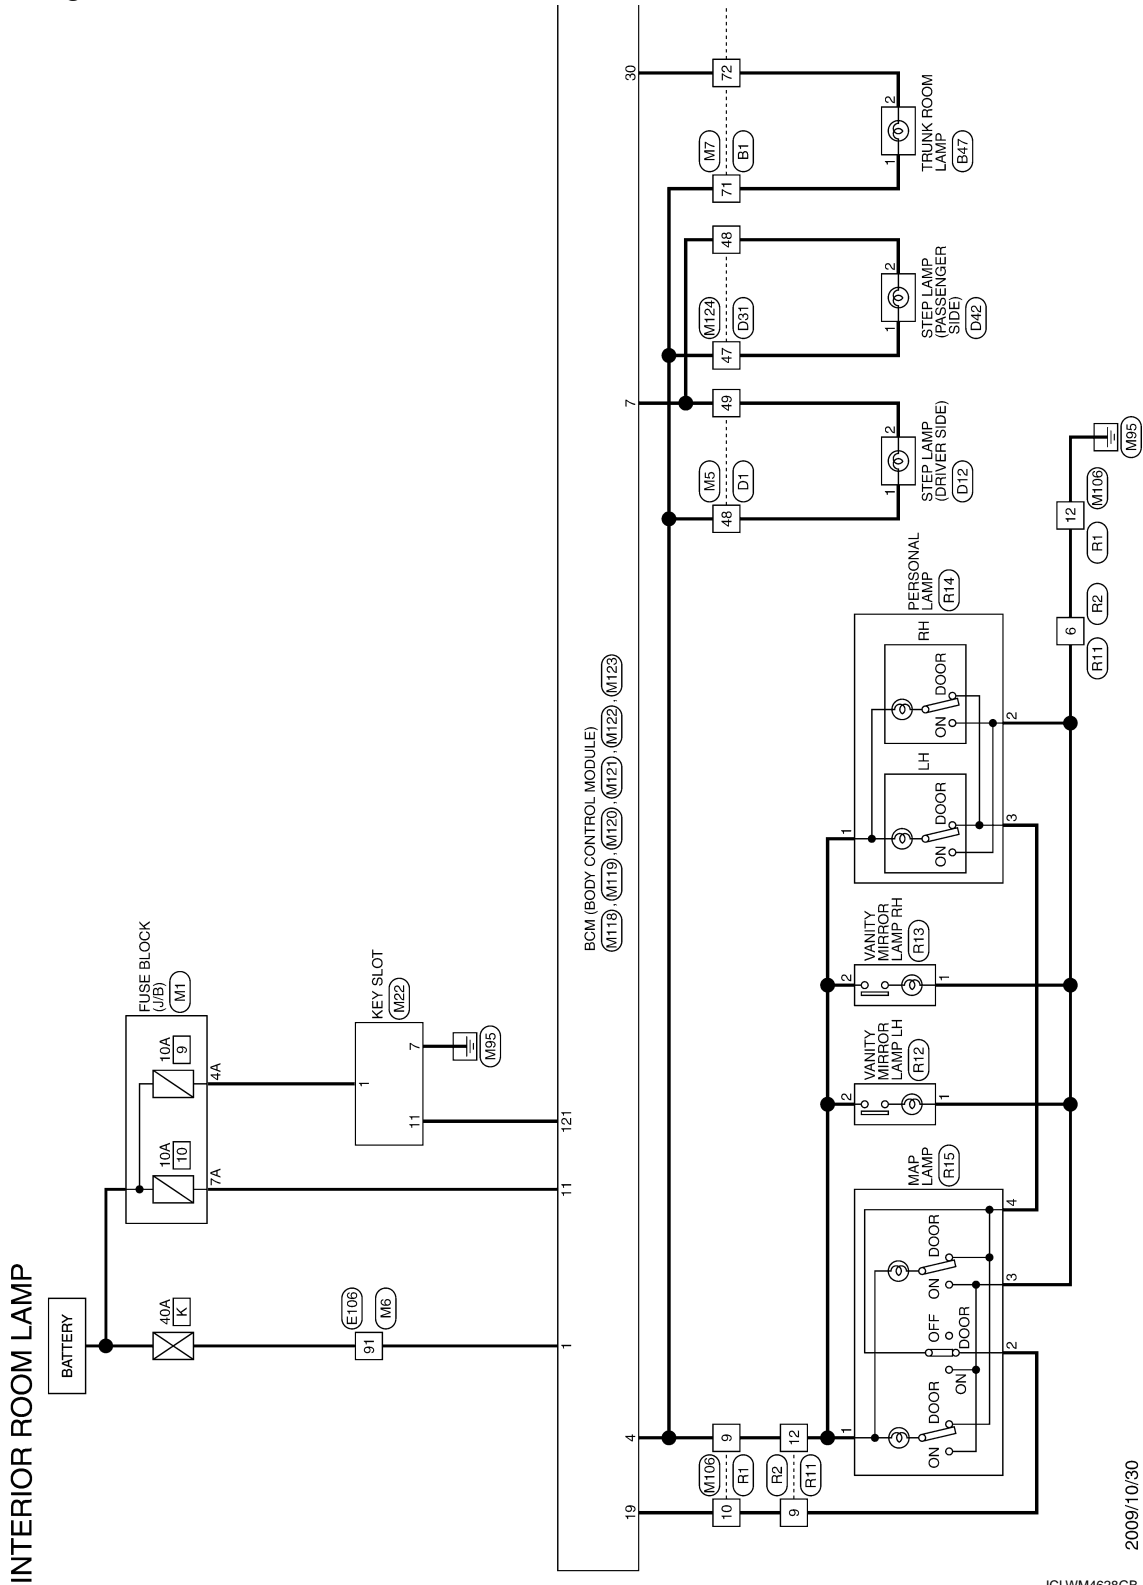 INTERIOR ROOM LAMP
BATTERY
40A
K
E106
91
M6
1
FUSE BLOCK
(J/B)
M1
10A
10
7A
11
10A
9
4A
KEY SLOT
M22
1
11
7
M95
121
BCM (BODY CONTROL MODULE)
M118, M119, M120, M121, M122, M123
19
4
7
30
10
M106
R1
9
9
R2
R11
12
48
M5
D1
49
47
M124
D31
48
71
M7
B1
72
1
2
STEP LAMP
(DRIVER SIDE)
D12
1
2
STEP LAMP
(PASSENGER
SIDE)
D42
1
2
TRUNK ROOM
LAMP
B47
MAP
LAMP
R15
1
ON
DOOR
ON
OFF
DOOR
ON
DOOR
2
3
4
VANITY
MIRROR
LAMP LH
R12
2
1
VANITY
MIRROR
LAMP RH
R13
2
1
PERSONAL
LAMP
R14
1
LH
ON
DOOR
RH
ON
DOOR
3
2
R11
6
R2
R1
12
M106
M95
2009/10/30